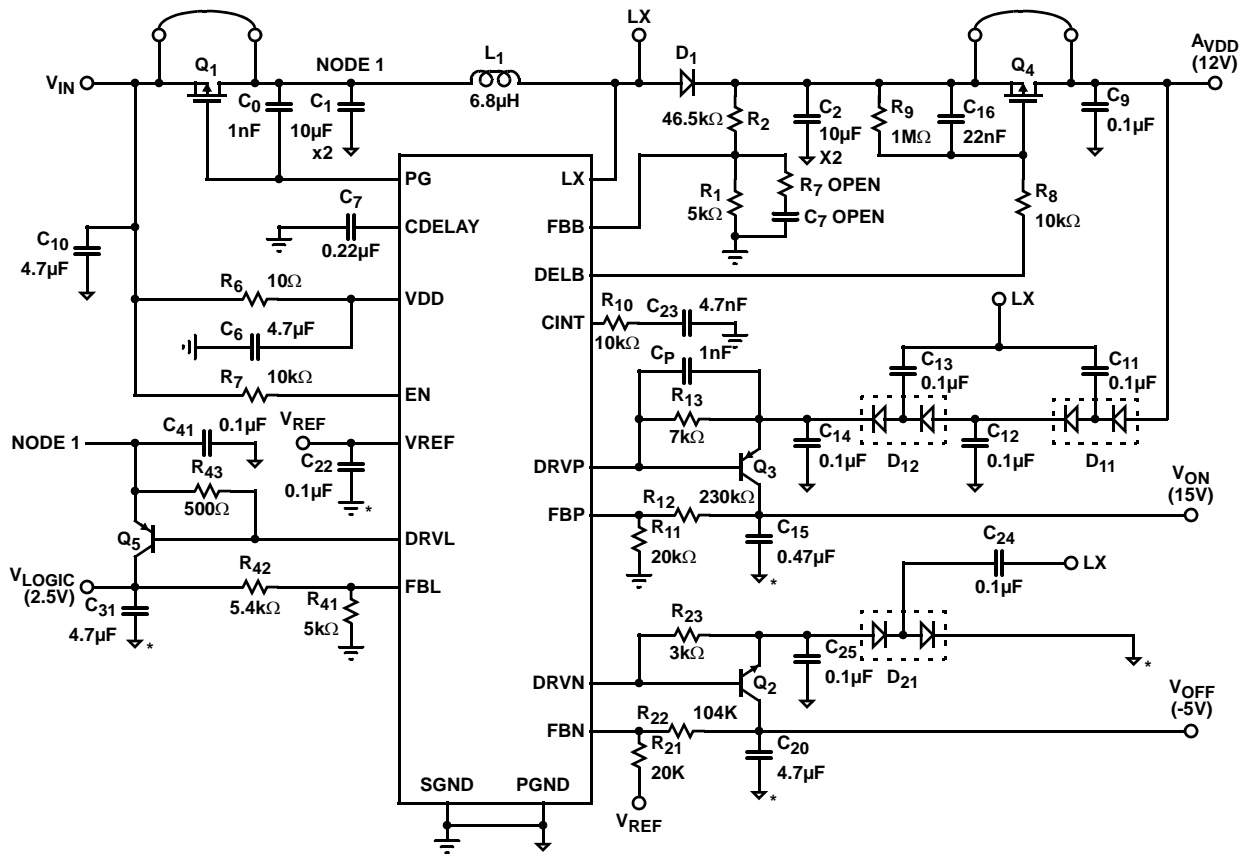 LX
AVDD
(12V)
VIN
Q1
NODE 1
L1
6.8µH
D1
Q4
C0
1nF
C1
10µF
x2
46.5kΩ
R2
C2
10µF
X2
R9
1MΩ
C16
22nF
C9
0.1µF
PG
LX
R1
5kΩ
R7 OPEN
C7 OPEN
R8
10kΩ
C7
0.22µF
CDELAY
FBB
C10
4.7µF
DELB
R6
10Ω
VDD
C6
4.7µF
CINT
R10
10kΩ
C23
4.7nF
LX
R7
10kΩ
EN
CP
1nF
C13
0.1µF
C11
0.1µF
NODE 1
C41
0.1µF
VREF
VREF
C22
0.1µF
*
R13
7kΩ
C14
0.1µF
D12
C12
0.1µF
D11
R43
500Ω
DRVP
Q3
VON
(15V)
Q5
DRVL
FBP
R12
230kΩ
R11
20kΩ
C15
0.47µF
*
C24
0.1µF
LX
VLOGIC
(2.5V)
C31
4.7µF
*
R42
5.4kΩ
R41
5kΩ
FBL
R23
3kΩ
C25
0.1µF
D21
*
DRVN
Q2
VOFF
(-5V)
FBN
R22
104K
R21
20K
C20
4.7µF
*
VREF
SGND
PGND